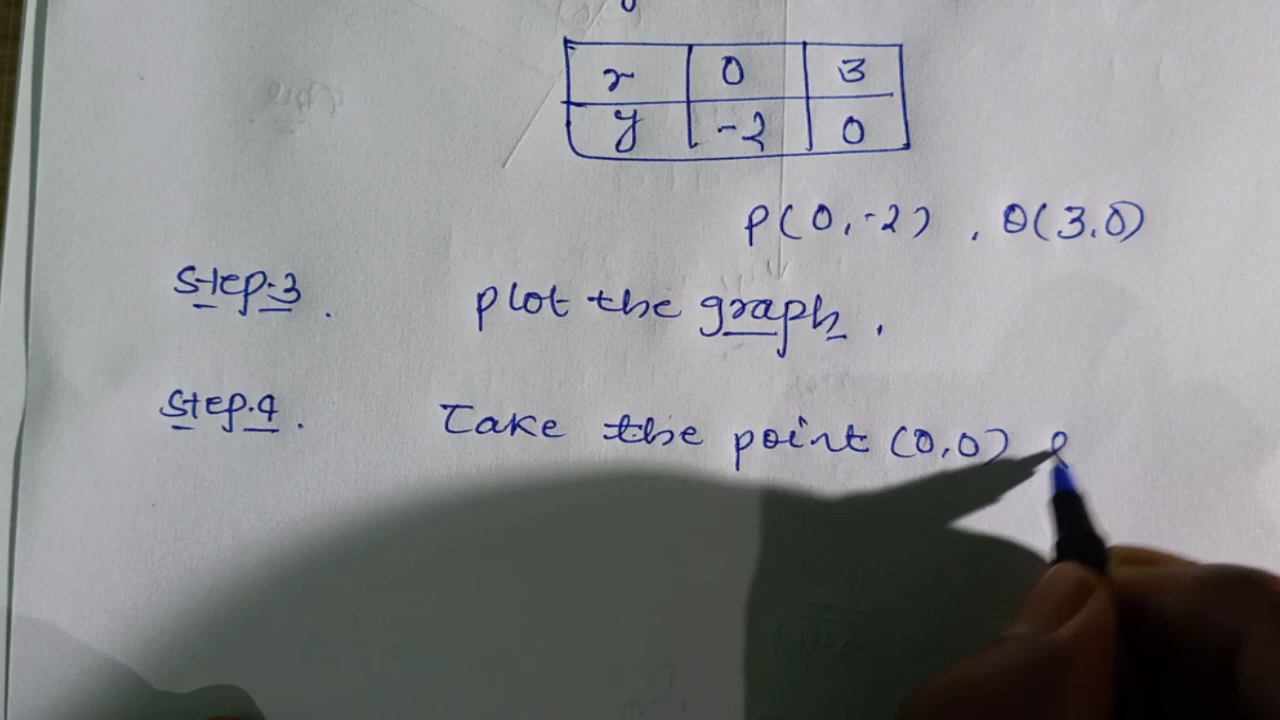 x 0 3
y -2 0
P(0,-2) , Q(3,0)
Step.3 . plot the graph .
Step.4 . Take the point (0,0)